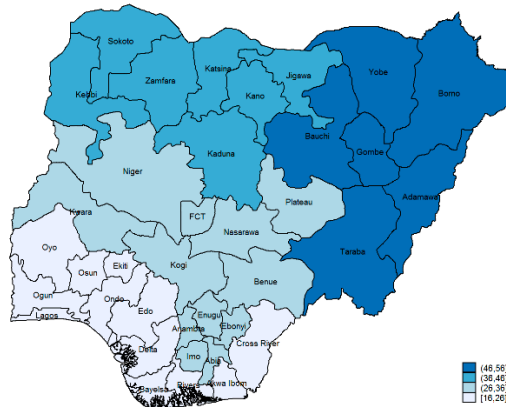 Sokoto
Katsina
Jigawa
Yobe
Borno
Kebbi
Zamfara
Kano
Bauchi
Gombe
Kaduna
Niger
Adamawa
Plateau
Kwara
FCT
Nasarawa
Taraba
Oyo
Kogi
Ekiti
Osun
Benue
Ogun
Ondo
Edo
Enugu
Lagos
Anambra
Ebonyi
Cross River
Delta
Imo
Abia
Bayelsa
Rivers
Akwa Ibom
(46,56]
(36,46]
(26,36]
[16,26]